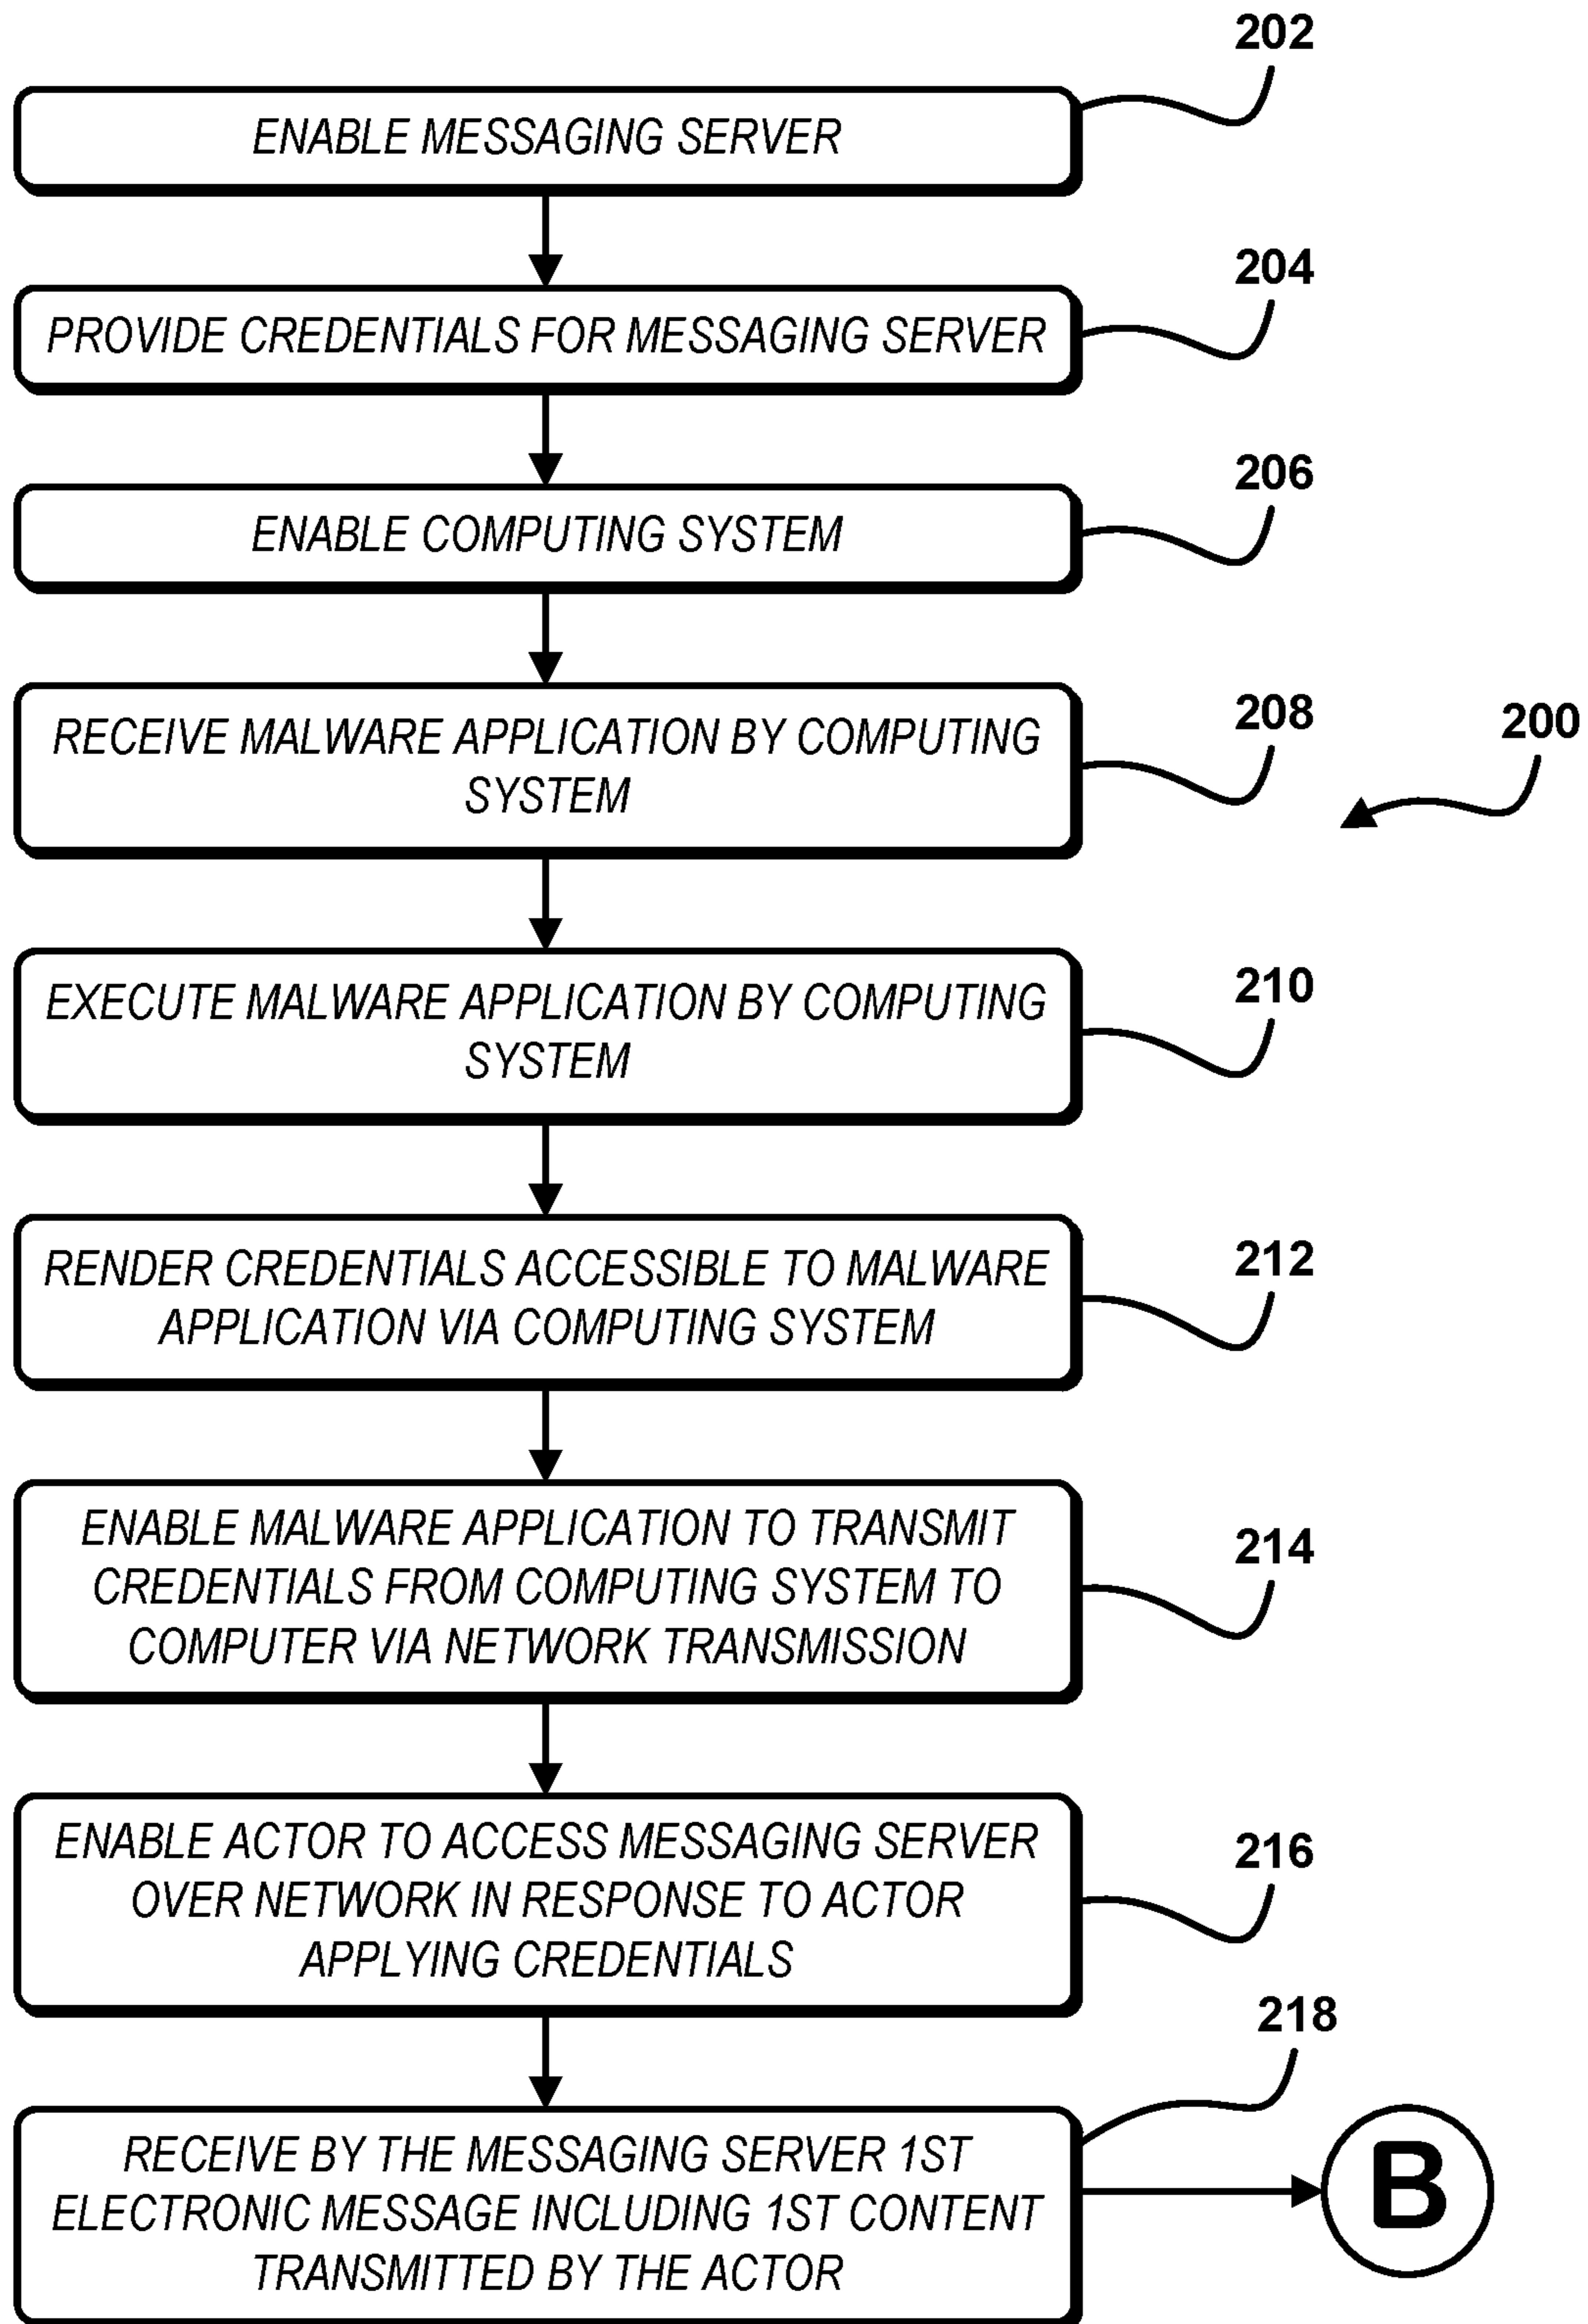 202
ENABLE MESSAGING SERVER
204
PROVIDE CREDENTIALS FOR MESSAGING SERVER
206
ENABLE COMPUTING SYSTEM
208
200
RECEIVE MALWARE APPLICATION BY COMPUTING
SYSTEM
210
EXECUTE MALWARE APPLICATION BY COMPUTING
SYSTEM
212
RENDER CREDENTIALS ACCESSIBLE TO MALWARE
APPLICATION VIA COMPUTING SYSTEM
214
ENABLE MALWARE APPLICATION TO TRANSMIT
CREDENTIALS FROM COMPUTING SYSTEM TO
COMPUTER VIA NETWORK TRANSMISSION
216
ENABLE ACTOR TO ACCESS MESSAGING SERVER
OVER NETWORK IN RESPONSE TO ACTOR
APPLYING CREDENTIALS
218
RECEIVE BY THE MESSAGING SERVER 1ST
ELECTRONIC MESSAGE INCLUDING 1ST CONTENT
TRANSMITTED BY THE ACTOR
B